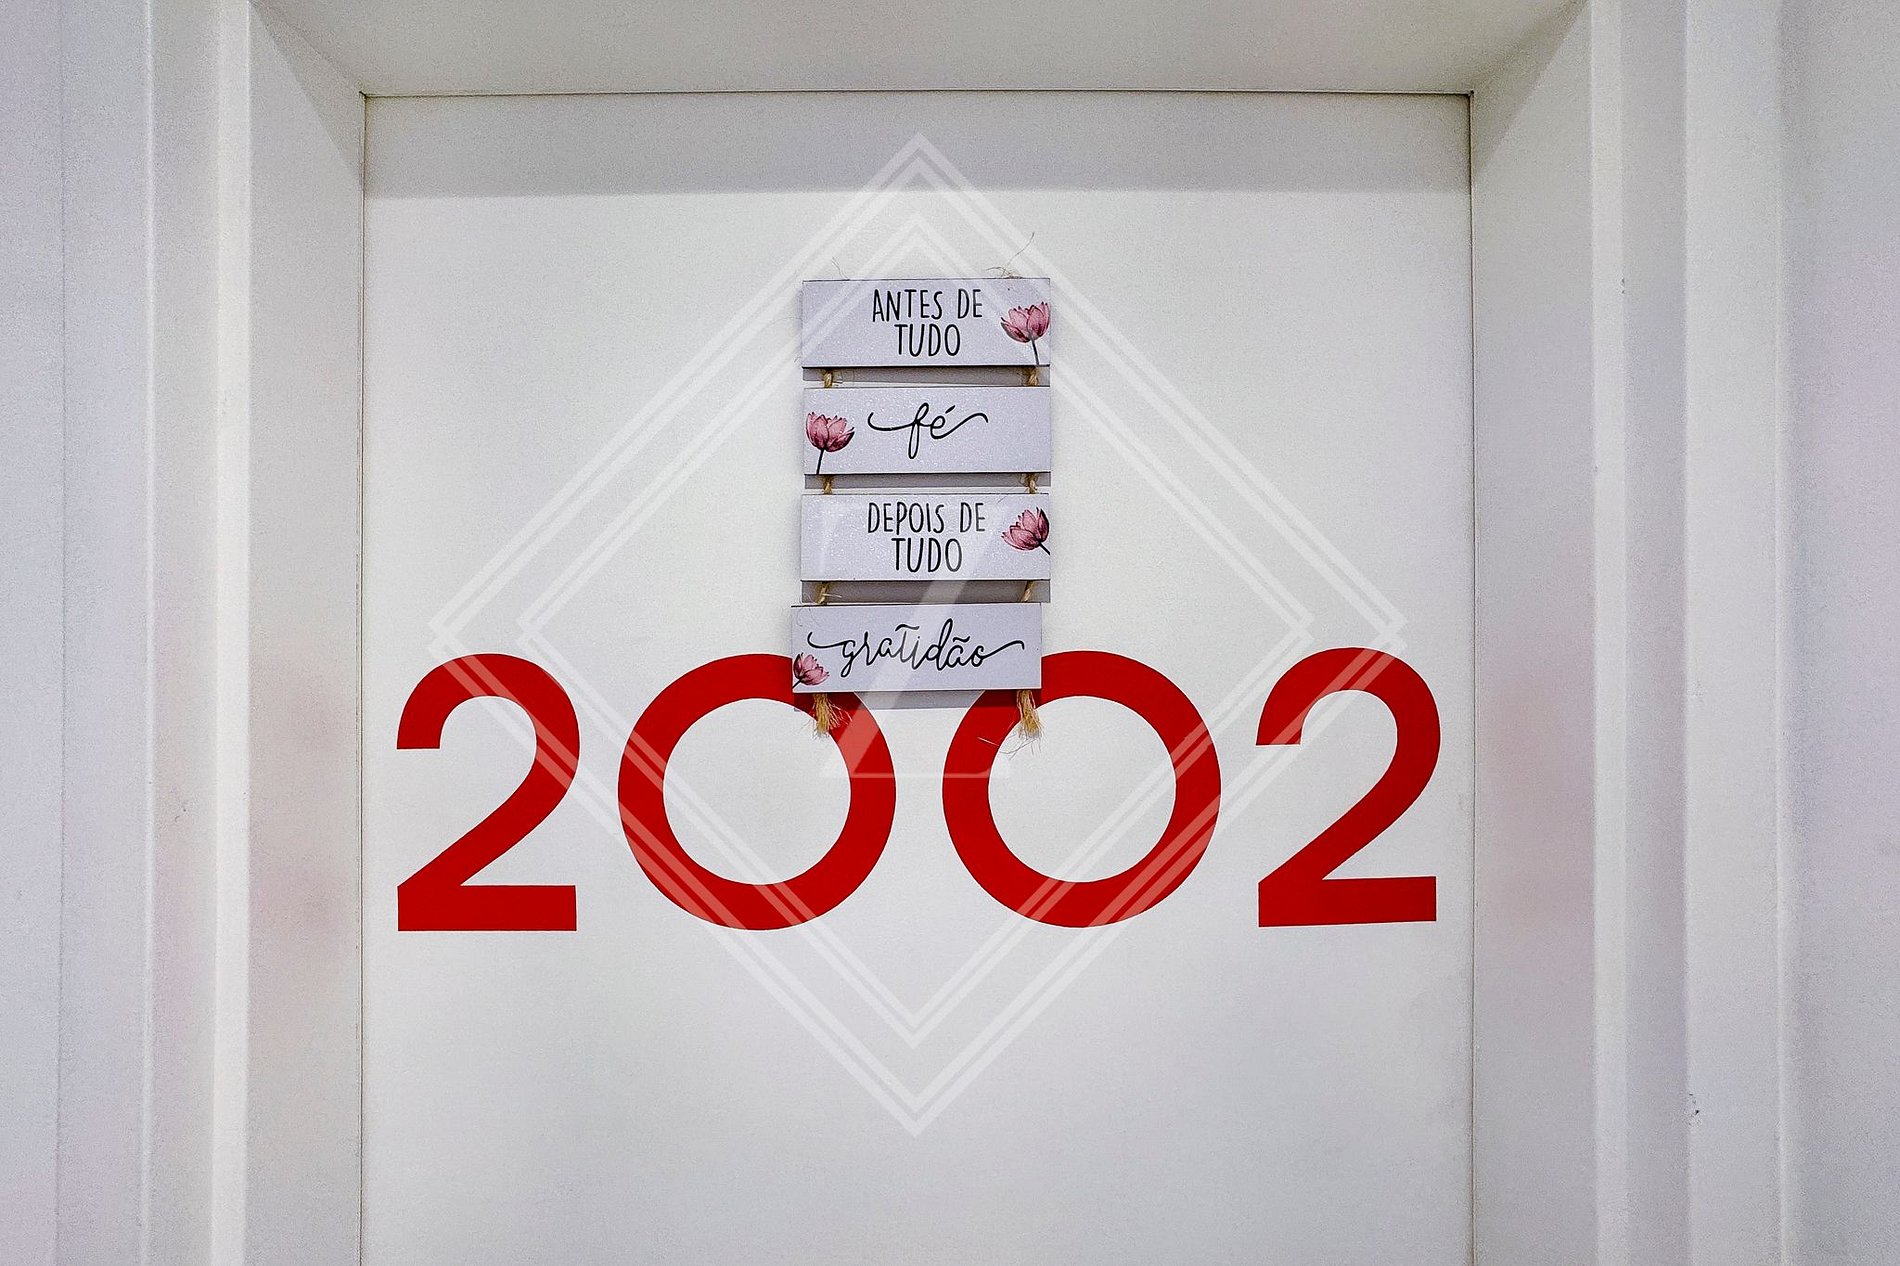 ANTES DE
TUDO
fé
DEPOIS DE
TUDO
gratidão
2002